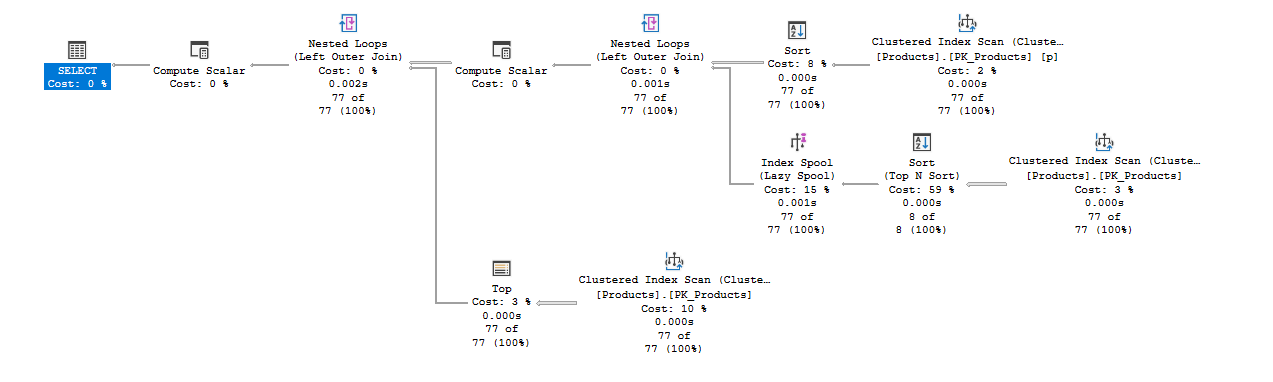 SELECT
Cost: 0 %
Compute Scalar
Cost: 0 %
Nested Loops
(Left Outer Join)
Cost: 0 %
0.002s
77 of
77 (100%)
Compute Scalar
Cost: 0 %
Nested Loops
(Left Outer Join)
Cost: 0 %
0.001s
77 of
77 (100%)
Sort
Cost: 8 %
0.000s
77 of
77 (100%)
Clustered Index Scan (Cluste…
[Products].[PK_Products] [p]
Cost: 2 %
0.000s
77 of
77 (100%)
Index Spool
(Lazy Spool)
Cost: 15 %
0.001s
77 of
77 (100%)
Sort
(Top N Sort)
Cost: 59 %
0.000s
8 of
8 (100%)
Clustered Index Scan (Cluste…
[Products].[PK_Products]
Cost: 3 %
0.000s
77 of
77 (100%)
Top
Cost: 3 %
0.000s
77 of
77 (100%)
Clustered Index Scan (Cluste…
[Products].[PK_Products]
Cost: 10 %
0.000s
77 of
77 (100%)